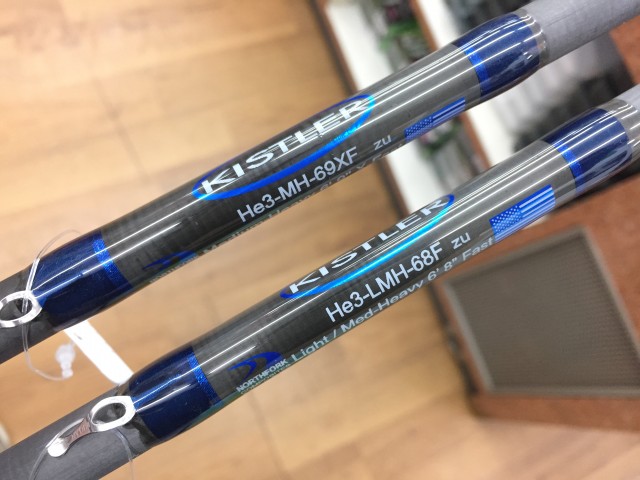 KISTLER
He3-MH-69XF ZU
KISTLER
He3-LMH-68F ZU
NORTHFORK
Light / Med-Heavy 6' 8" Fast